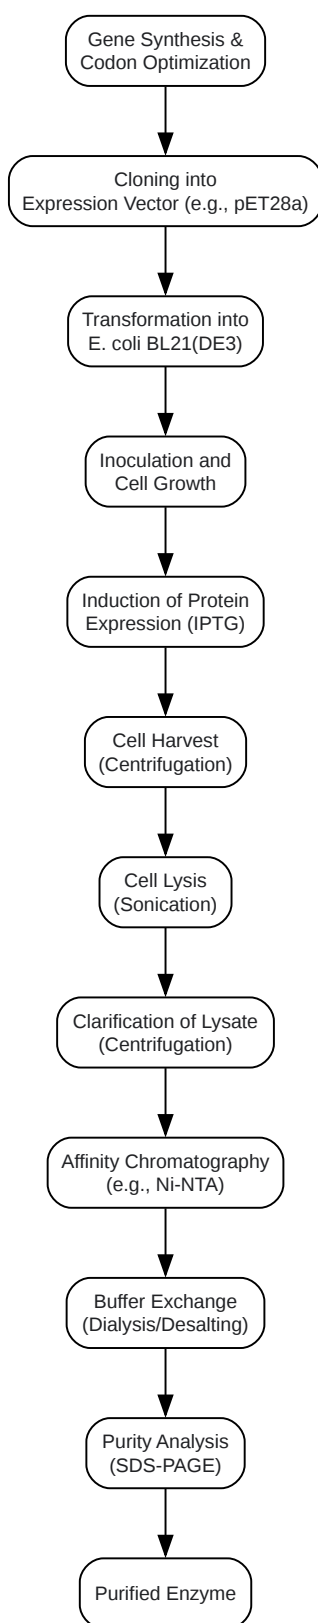 Gene Synthesis &
Codon Optimization
Cloning into
Expression Vector (e.g., pET28a)
Transformation into
E. coli BL21(DE3)
Inoculation and
Cell Growth
Induction of Protein
Expression (IPTG)
Cell Harvest
(Centrifugation)
Cell Lysis
(Sonication)
Clarification of Lysate
(Centrifugation)
Affinity Chromatography
(e.g., Ni-NTA)
Buffer Exchange
(Dialysis/Desalting)
Purity Analysis
(SDS-PAGE)
Purified Enzyme